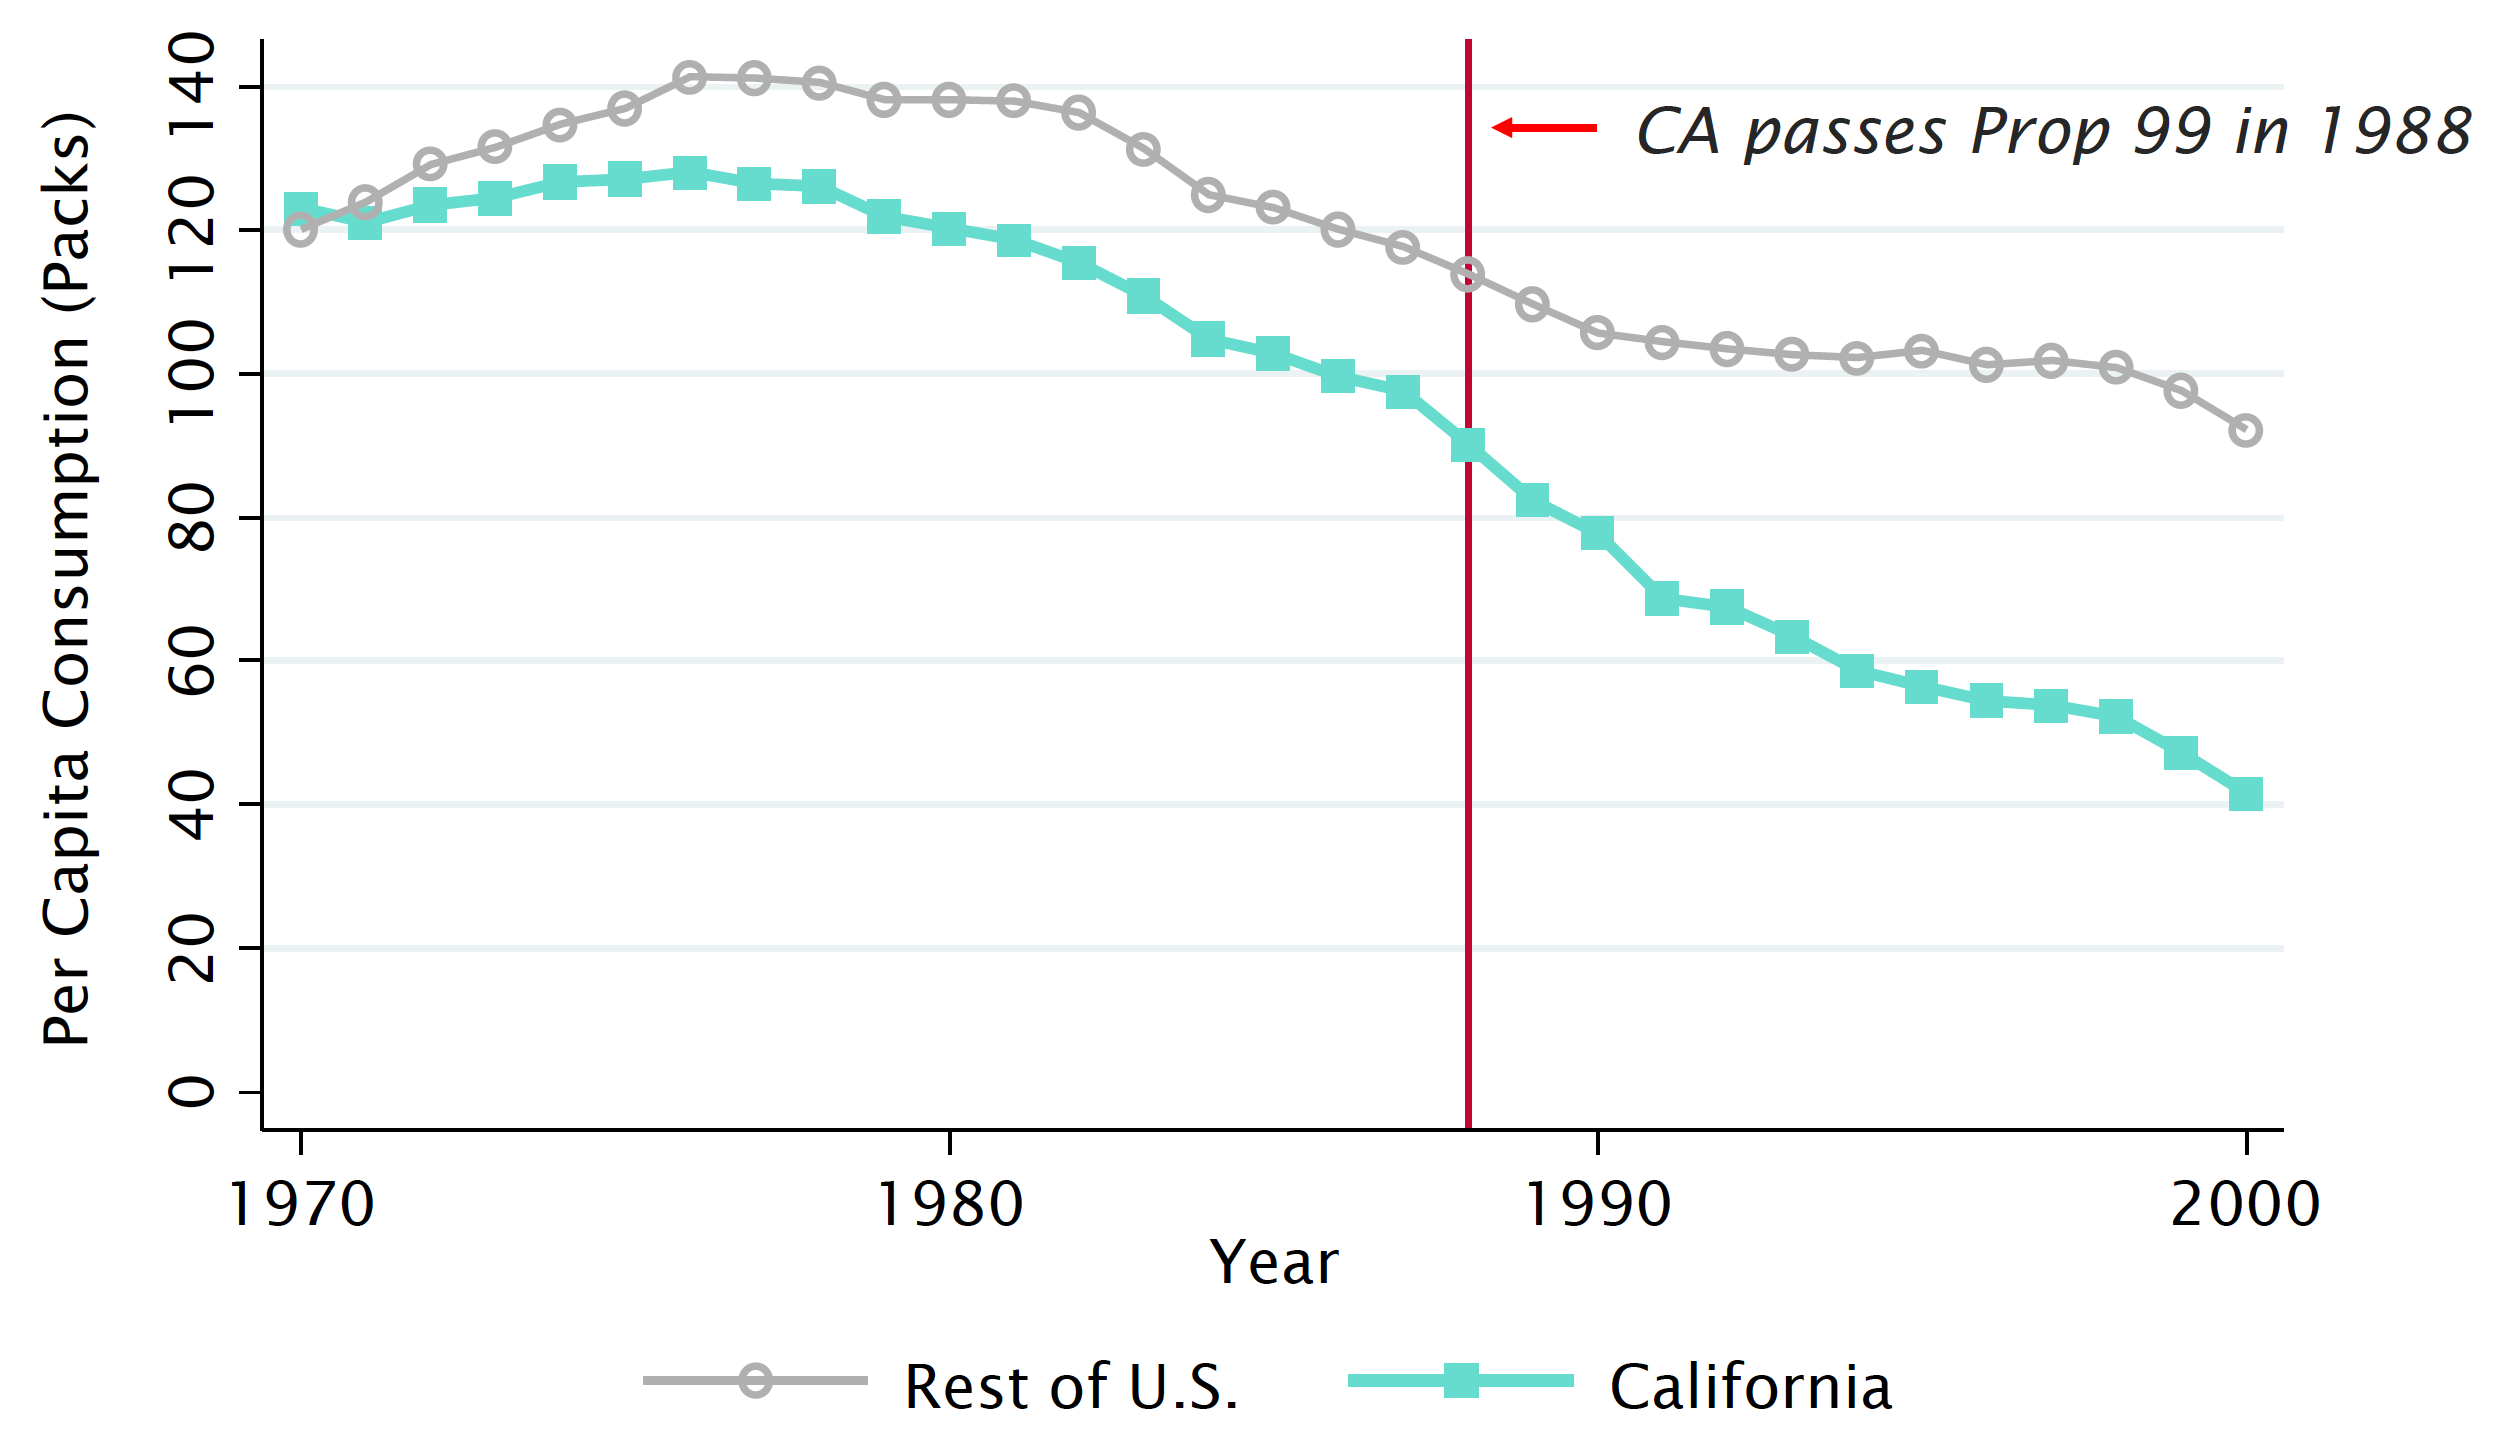 Per Capita Consumption (Packs)
140
120
100
80
60
40
20
0
CA passes Prop 99 in 1988
1970 1980 1990 2000
Year
Rest of U.S. California